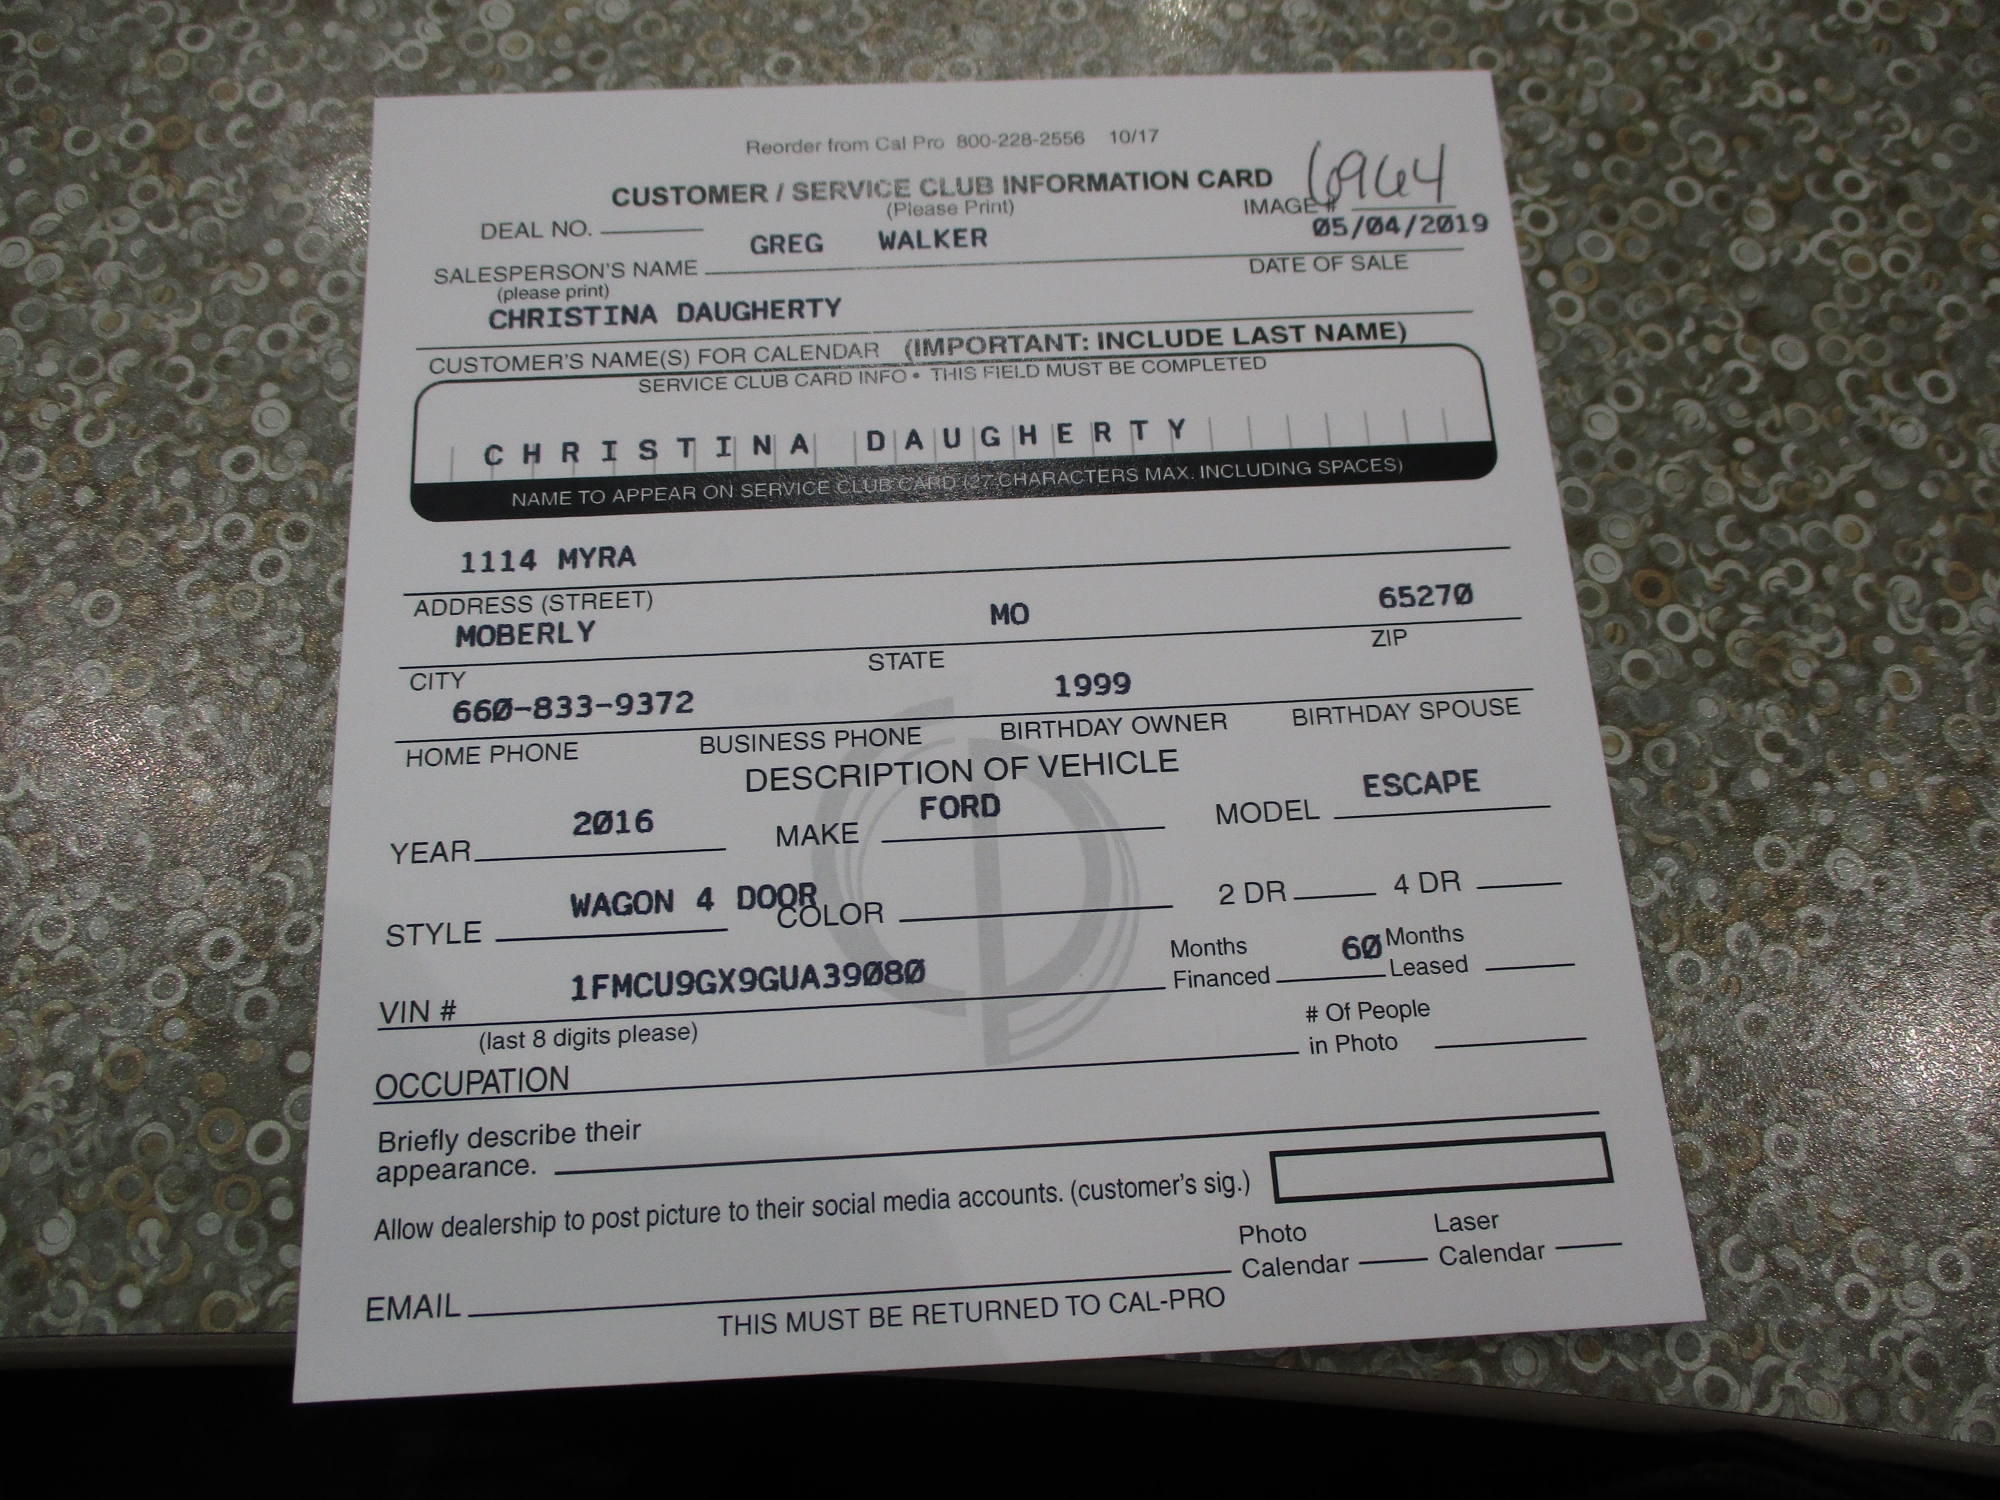 Reorder from Cal Pro 800-228-2556 10/17
CUSTOMER / SERVICE CLUB INFORMATION CARD
(Please Print)
IMAGE # 6964
DEAL NO.
GREG WALKER 05/04/2019
SALESPERSON'S NAME DATE OF SALE
(please print)
CHRISTINA DAUGHERTY
CUSTOMER'S NAME(S) FOR CALENDAR (IMPORTANT: INCLUDE LAST NAME)
SERVICE CLUB CARD INFO • THIS FIELD MUST BE COMPLETED
CHRISTINA DAUGHERTY
NAME TO APPEAR ON SERVICE CLUB CARD (27 CHARACTERS MAX. INCLUDING SPACES)
1114 MYRA
ADDRESS (STREET)
MOBERLY MO 65270
CITY STATE ZIP
660-833-9372 1999
HOME PHONE BUSINESS PHONE BIRTHDAY OWNER BIRTHDAY SPOUSE
DESCRIPTION OF VEHICLE
YEAR 2016 MAKE FORD MODEL ESCAPE
STYLE WAGON 4 DOOR COLOR 2 DR 4 DR
VIN # 1FMCU9GX9GUA39080 Months Financed 60 Months Leased
(last 8 digits please)
OCCUPATION # Of People in Photo
Briefly describe their
appearance.
Allow dealership to post picture to their social media accounts. (customer's sig.)
EMAIL Photo Calendar Laser Calendar
THIS MUST BE RETURNED TO CAL-PRO